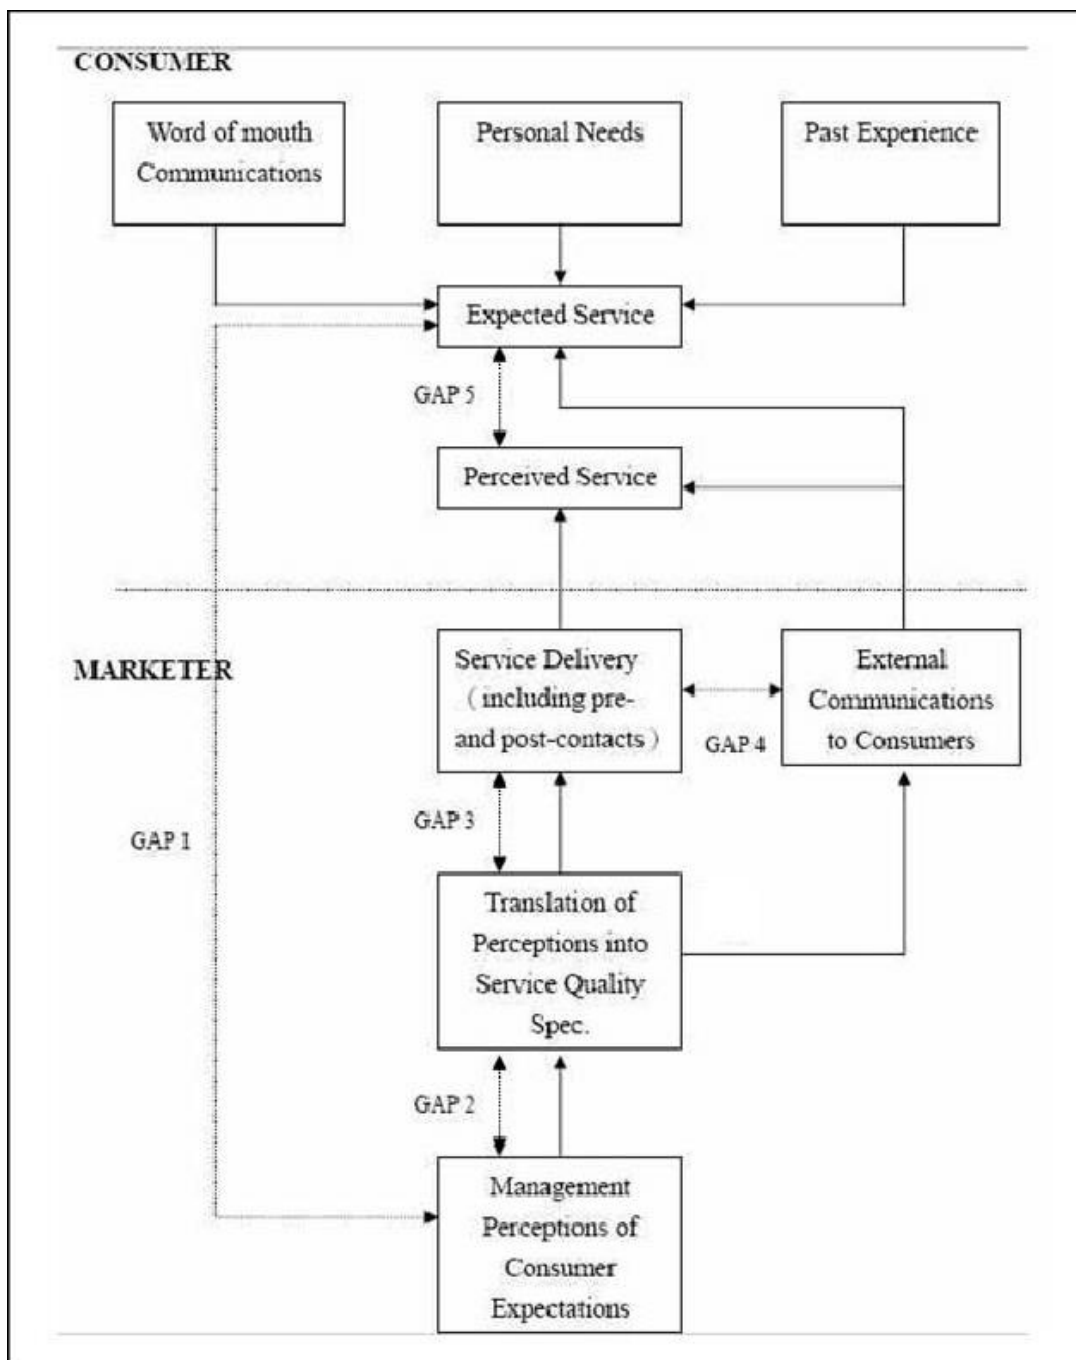 CONSUMER
Word of mouth
Communications
Personal Needs
Past Experience
Expected Service
GAP 5
Perceived Service
MARKETER
Service Delivery
(including pre-
and post-contacts)
GAP 4
External
Communications
to Consumers
GAP 1
GAP 3
Translation of
Perceptions into
Service Quality
Spec.
GAP 2
Management
Perceptions of
Consumer
Expectations